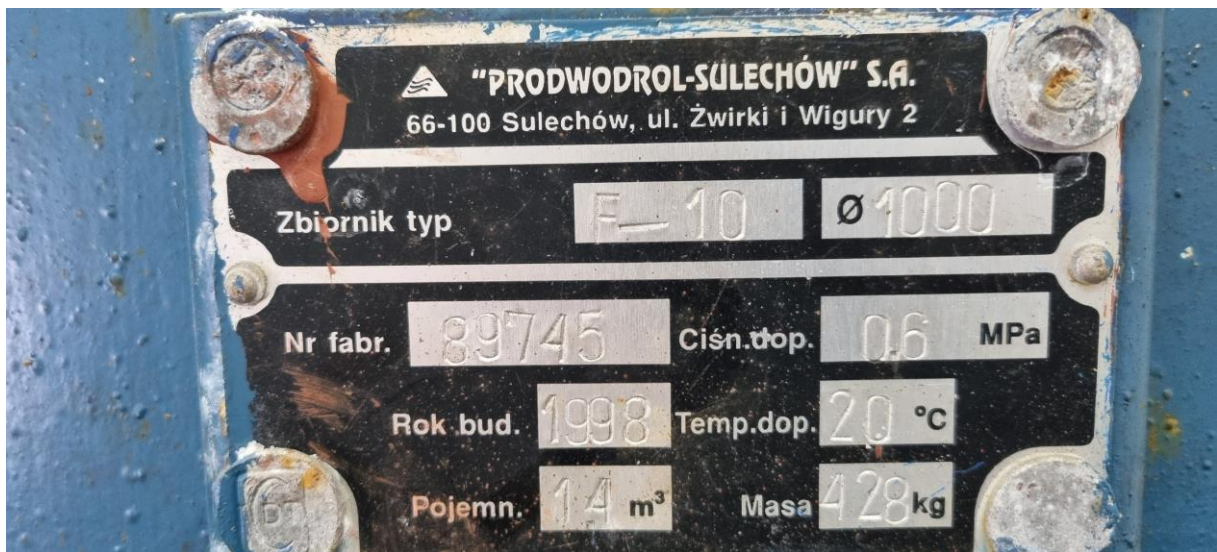 "PRODWODROL-SULECHÓW" S.A.
66-100 Sulechów, ul. Żwirki i Wigury 2
Zbiornik typ F-10 Ø 1000
Nr fabr. 89745 Ciśn.dop. 0.6 MPa
Rok bud. 1998 Temp.dop. 20 °C
Pojemn. 1.4 m³ Masa 428 kg